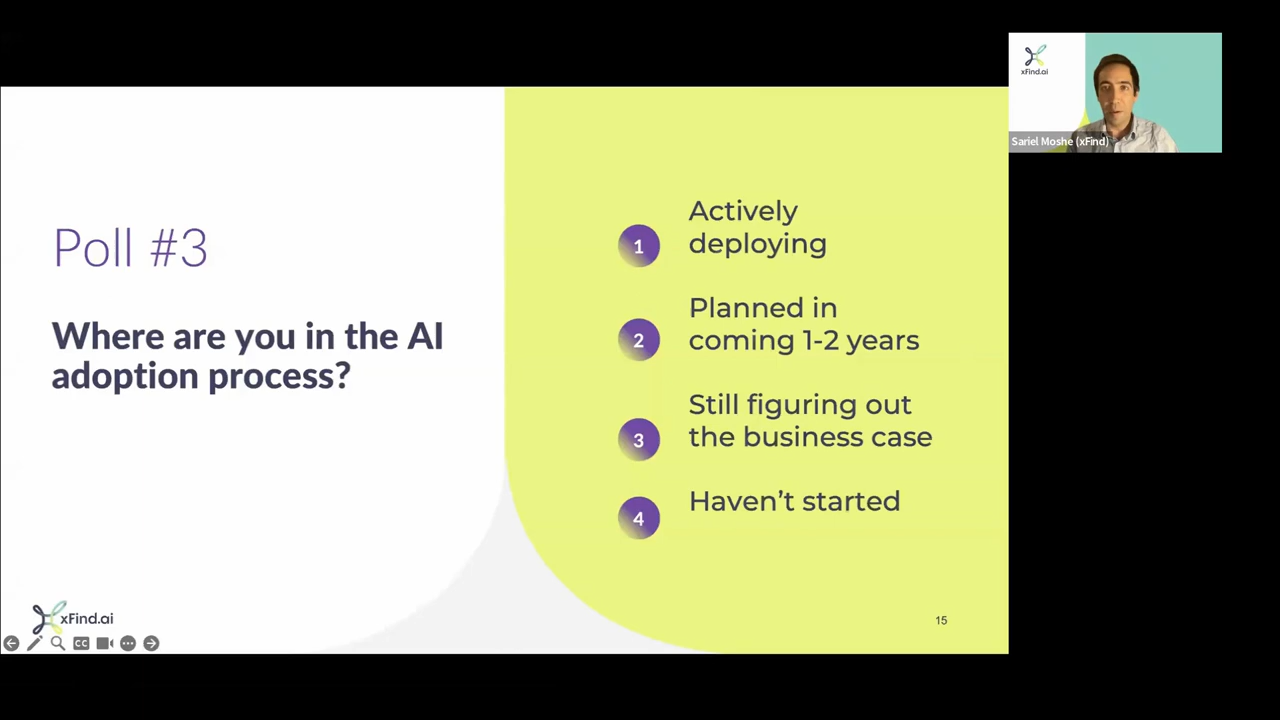 xFind.ai
Sariel Moshe (xFind)
Poll #3
Where are you in the AI
adoption process?
1
Actively
deploying
2
Planned in
coming 1-2 years
3
Still figuring out
the business case
4
Haven’t started
xFind.ai
15
CC